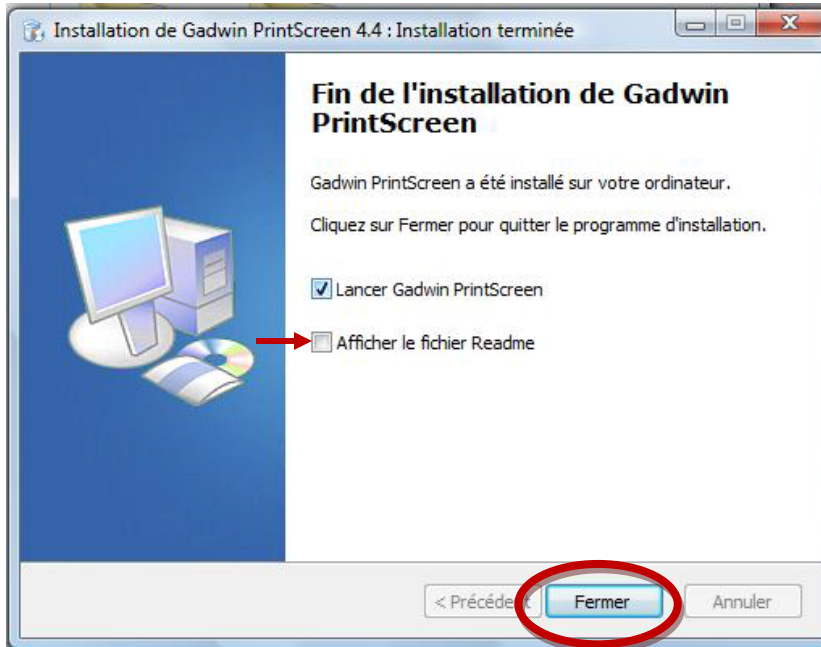 Installation de Gadwin PrintScreen 4.4 : Installation terminée
Fin de l'installation de Gadwin
PrintScreen
Gadwin PrintScreen a été installé sur votre ordinateur.
Cliquez sur Fermer pour quitter le programme d'installation.
Lancer Gadwin PrintScreen
Afficher le fichier Readme
< Précédent Fermer Annuler